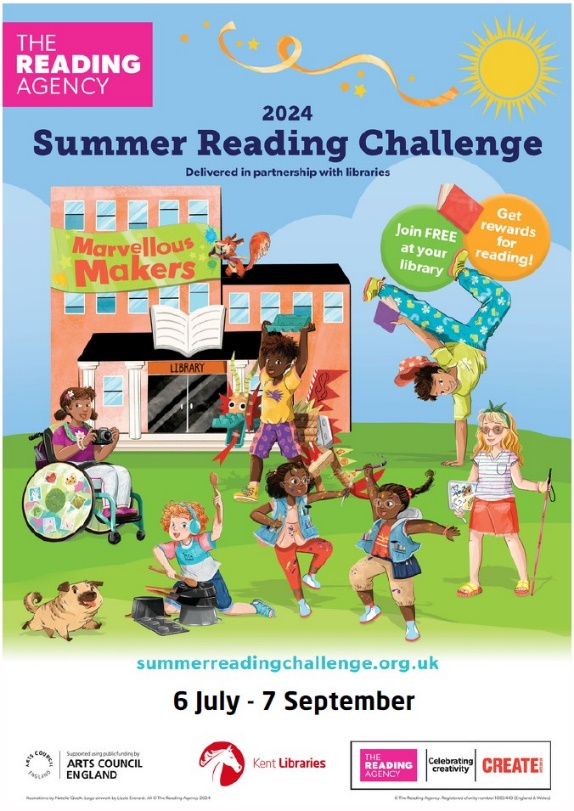 THE
READING
AGENCY
2024
Summer Reading Challenge
Delivered in partnership with libraries
Marvellous
Makers
Join FREE
at your
library
Get
rewards
for
reading!
LIBRARY
summerreadingchallenge.org.uk
6 July - 7 September
ARTS COUNCIL
ENGLAND
Supported using public funding by
ARTS COUNCIL
ENGLAND
Kent Libraries
THE
READING
AGENCY
Celebrating
creativity
CREATE